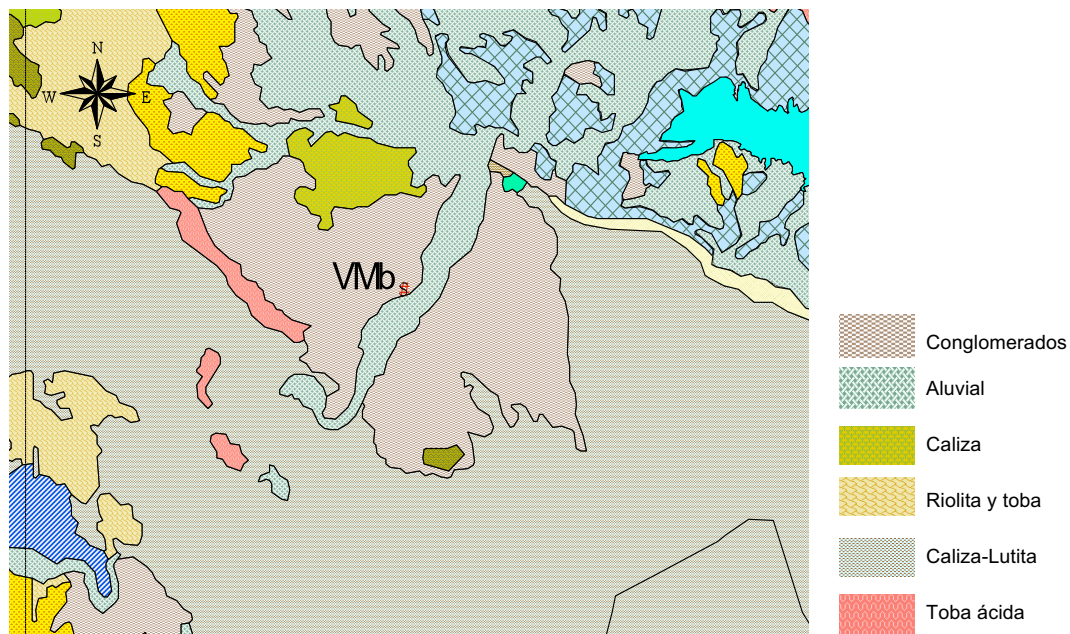 N
W
E
S
VMb
s
Conglomerados
Aluvial
Caliza
Riolita y toba
Caliza-Lutita
Toba ácida